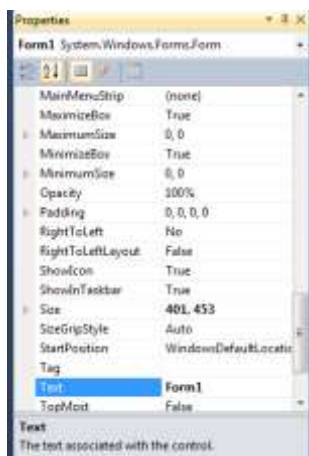 Properties
Form1 System.Windows.Forms.Form
MainMenuStrip (none)
MaximizeBox True
MaximumSize 0, 0
MinimizeBox True
MinimumSize 0, 0
Opacity 100%
Padding 0, 0, 0, 0
RightToLeft No
RightToLeftLayout False
ShowIcon True
ShowInTaskbar True
Size 401, 453
SizeGripStyle Auto
StartPosition WindowsDefaultLocatic
Tag
Text Form1
TopMost False
Text
The text associated with the control.